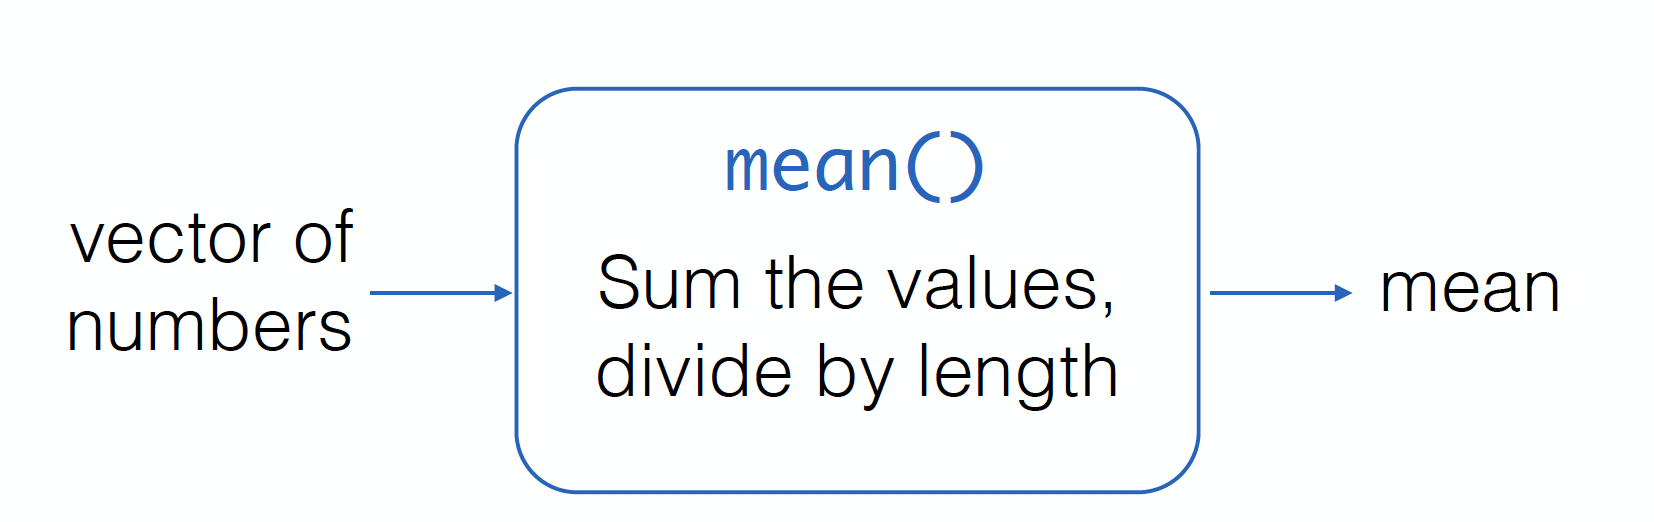 vector of
numbers
mean()
Sum the values,
divide by length
mean